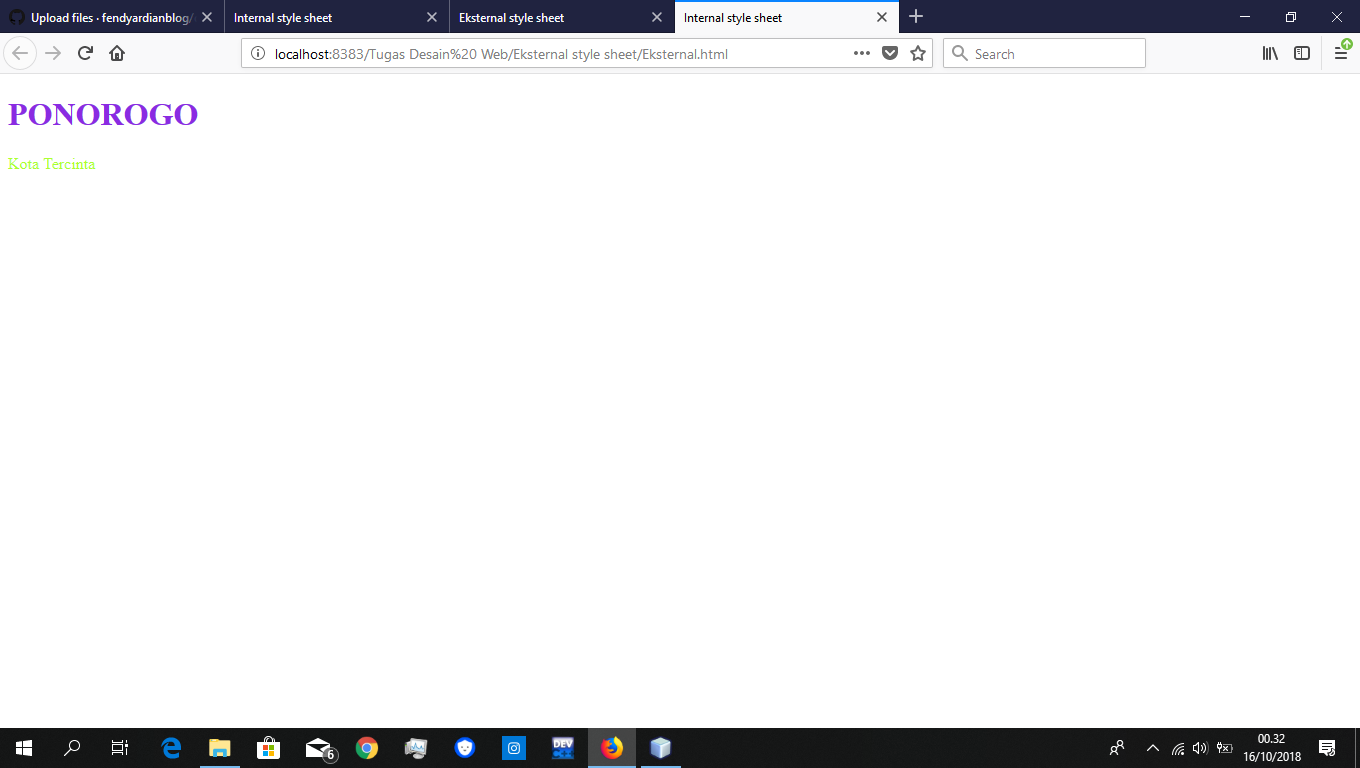 Upload files · fendyardianblog/
Internal style sheet
Eksternal style sheet
Internal style sheet
localhost:8383/Tugas Desain%20 Web/Eksternal style sheet/Eksternal.html
Search
PONOROGO
Kota Tercinta
6
DEV
00.32
16/10/2018